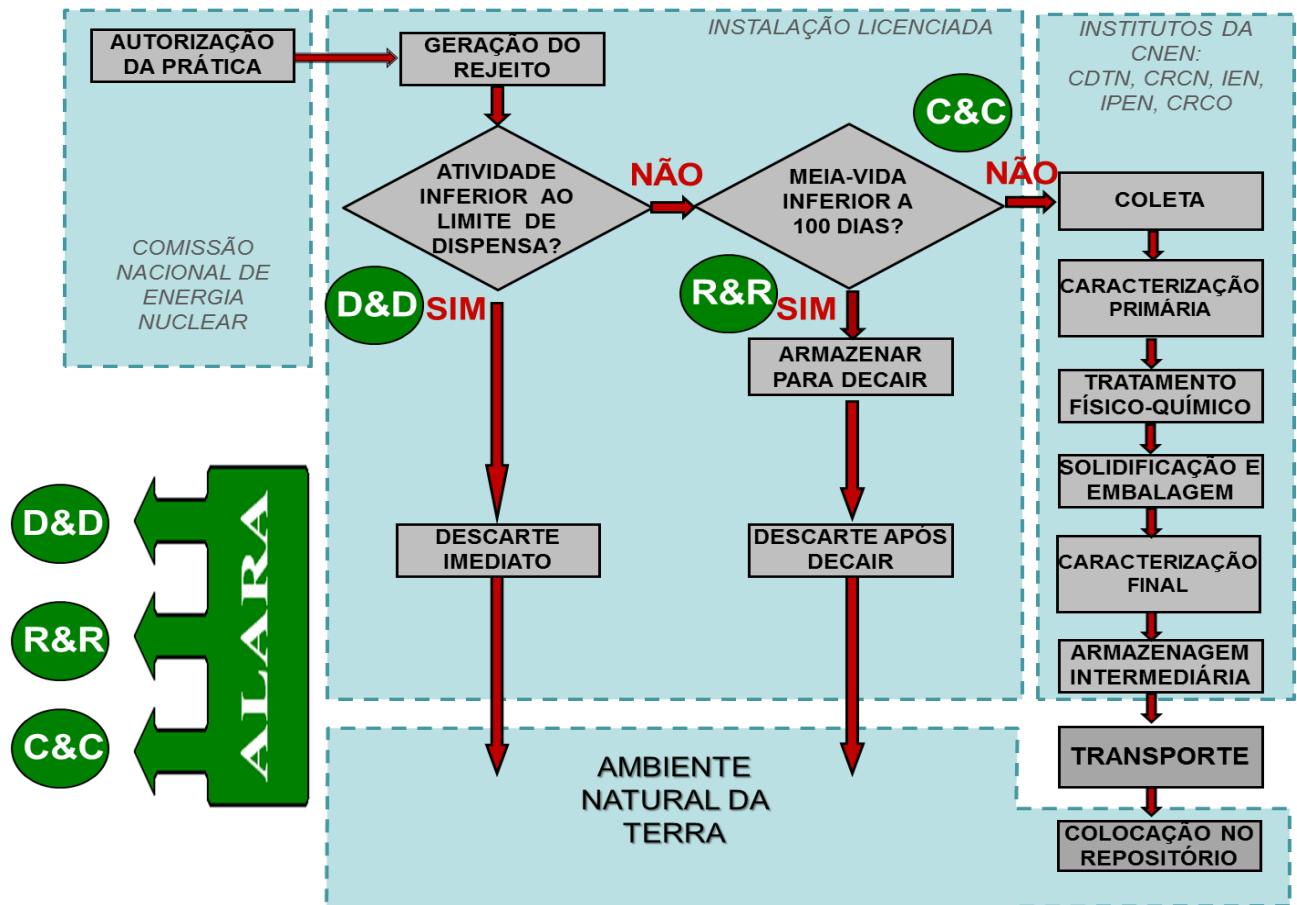 AUTORIZAÇÃO
DA PRÁTICA
COMISSÃO
NACIONAL DE
ENERGIA
NUCLEAR
INSTALAÇÃO LICENCIADA
GERAÇÃO DO
REJEITO
ATIVIDADE
INFERIOR AO
LIMITE DE
DISPENSA?
NÃO
MEIA-VIDA
INFERIOR A
100 DIAS?
C&C
NÃO
D&D
SIM
R&R
SIM
ARMAZENAR
PARA DECAIR
DESCARTE
IMEDIATO
DESCARTE APÓS
DECAIR
INSTITUTOS DA
CNEN:
CDTN, CRCN, IEN,
IPEN, CRCO
COLETA
CARACTERIZAÇÃO
PRIMÁRIA
TRATAMENTO
FÍSICO-QUÍMICO
SOLIDIFICAÇÃO E
EMBALAGEM
CARACTERIZAÇÃO
FINAL
ARMAZENAGEM
INTERMEDIÁRIA
TRANSPORTE
COLOCAÇÃO NO
REPOSITÓRIO
D&D
R&R
C&C
ALARA
AMBIENTE
NATURAL DA
TERRA